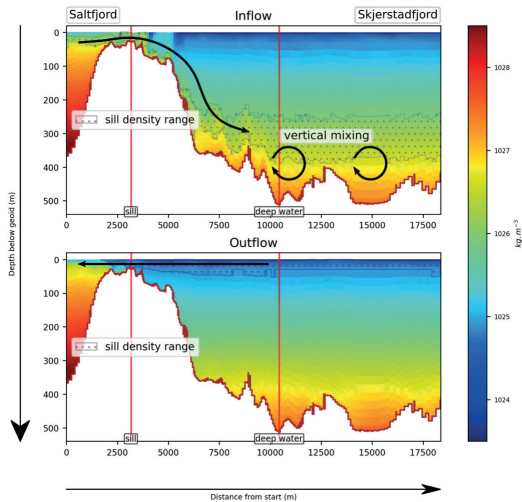 Saltfjord
Inflow
Skjerstadfjord
0
100
200
300
400
500
sill density range
vertical mixing
0
2500
sill
5000
7500
deep water
10000
12500
15000
17500
Outflow
0
100
200
300
400
500
sill density range
0
2500
sill
5000
7500
deep water
10000
12500
15000
17500
Depth below geoid (m)
Distance from start (m)
1028
1027
1026
1025
1024
kg. m⁻³